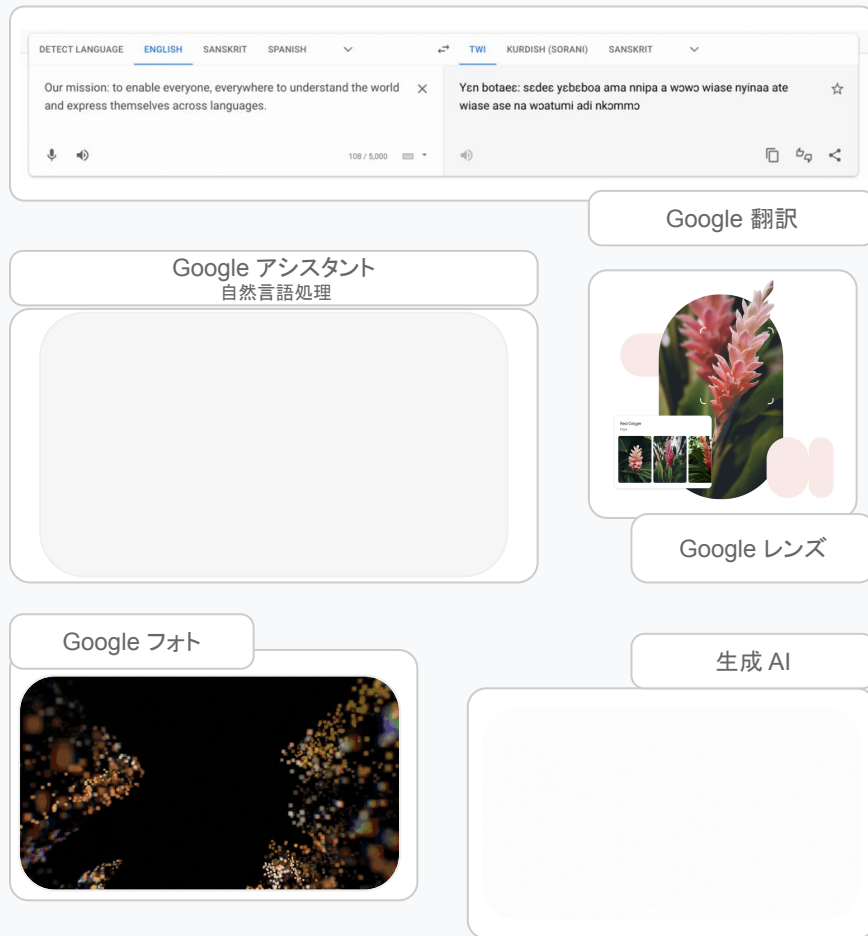 DETECT LANGUAGE ENGLISH SANSKRIT SPANISH TWI KURDISH (SORANI) SANSKRIT
Our mission: to enable everyone, everywhere to understand the world
and express themselves across languages.
108 / 5,000
Yɛn botaeɛ: sɛdeɛ yɛbɛboa ama nnipa a wɔwɔ wiase nyinaa ate
wiase ase na wɔatumi adi nkɔmmɔ
Google 翻訳
Google アシスタント
自然言語処理
Red Ginger
Plant
Google レンズ
Google フォト
生成 AI